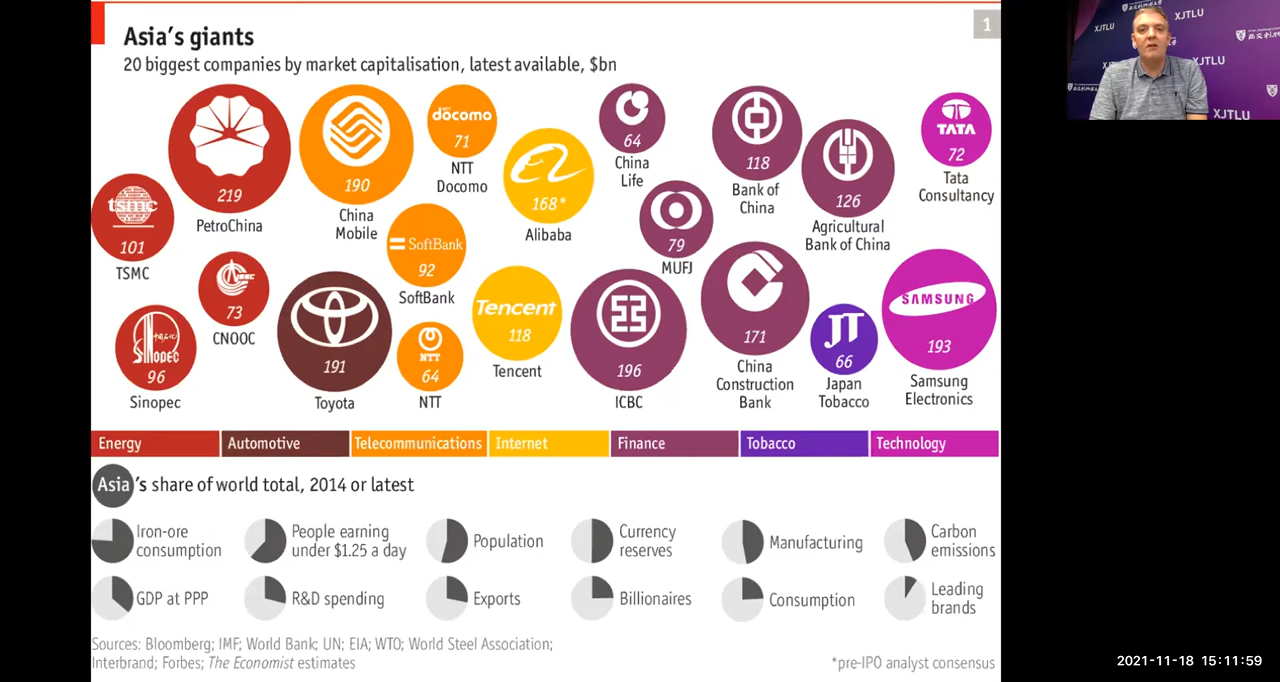 Asia's giants
1
20 biggest companies by market capitalisation, latest available, $bn
tsmc
101
TSMC
219
PetroChina
SINOPEC
96
Sinopec
CNOOC
73
CNOOC
190
China
Mobile
191
Toyota
NTT
döcomo
71
NTT
Docomo
SoftBank
92
SoftBank
NTT
64
NTT
168*
Alibaba
Tencent
118
Tencent
64
China
Life
79
MUFJ
196
ICBC
118
Bank of
China
171
China
Construction
Bank
126
Agricultural
Bank of China
JT
66
Japan
Tobacco
TATA
72
Tata
Consultancy
SAMSUNG
193
Samsung
Electronics
Energy
Automotive
Telecommunications
Internet
Finance
Tobacco
Technology
Asia's share of world total, 2014 or latest
Iron-ore
consumption
People earning
under $1.25 a day
Population
Currency
reserves
Manufacturing
Carbon
emissions
GDP at PPP
R&D spending
Exports
Billionaires
Consumption
Leading
brands
Sources: Bloomberg; IMF; World Bank; UN; EIA; WTO; World Steel Association;
Interbrand; Forbes; The Economist estimates
*pre-IPO analyst consensus
XJTLU
XJTLU
XJTLU
XJTLU
2021-11-18 15:11:59